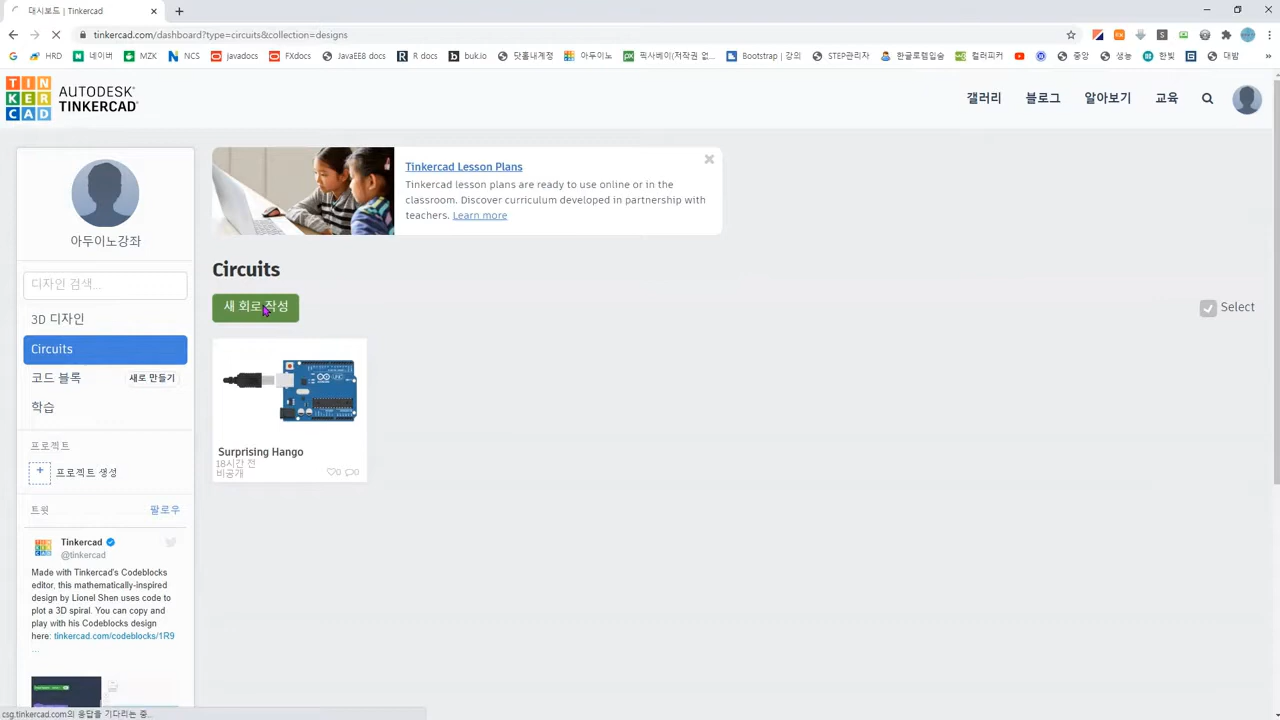 대시보드 | Tinkercad
tinkercad.com/dashboard?type=circuits&collection=designs
HRD
네이버
MZK
NCS
javadocs
FXdocs
JavaEE8 docs
R docs
buk.io
닷홈내계정
아두이노
픽사베이(저작권 없...
Bootstrap | 강의
STEP관리자
한글로템입숨
컬러피커
중앙
생능
한빛
대밤
»
TINKERCAD
AUTODESK®
TINKERCAD®
갤러리
블로그
알아보기
교육
아두이노강좌
디자인 검색...
3D 디자인
Circuits
코드 블록
새로 만들기
학습
프로젝트
프로젝트 생성
트윗
팔로우
Tinkercad
@tinkercad
Made with Tinkercad's Codeblocks
editor, this mathematically-inspired
design by Lionel Shen uses code to
plot a 3D spiral. You can copy and
play with his Codeblocks design
here: tinkercad.com/codeblocks/1R9
...
Tinkercad Lesson Plans
Tinkercad lesson plans are ready to use online or in the
classroom. Discover curriculum developed in partnership with
teachers. Learn more
Circuits
새 회로 작성
Select
Surprising Hango
18시간 전
비공개
0
0
csg.tinkercad.com의 응답을 기다리는 중...